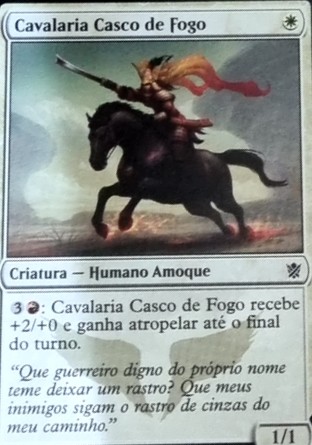 Cavalaria Casco de Fogo
Criatura — Humano Amoque
3: Cavalaria Casco de Fogo recebe
+2/+0 e ganha atropelar até o final
do turno.
“Que guerreiro digno do próprio nome
teme deixar um rastro? Que meus
inimigos sigam o rastro de cinzas do
meu caminho.”
1/1